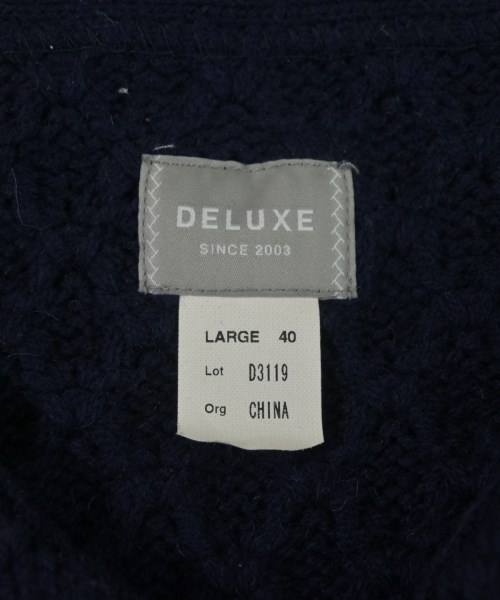 DELUXE
SINCE 2003
LARGE 40
Lot D3119
Org CHINA